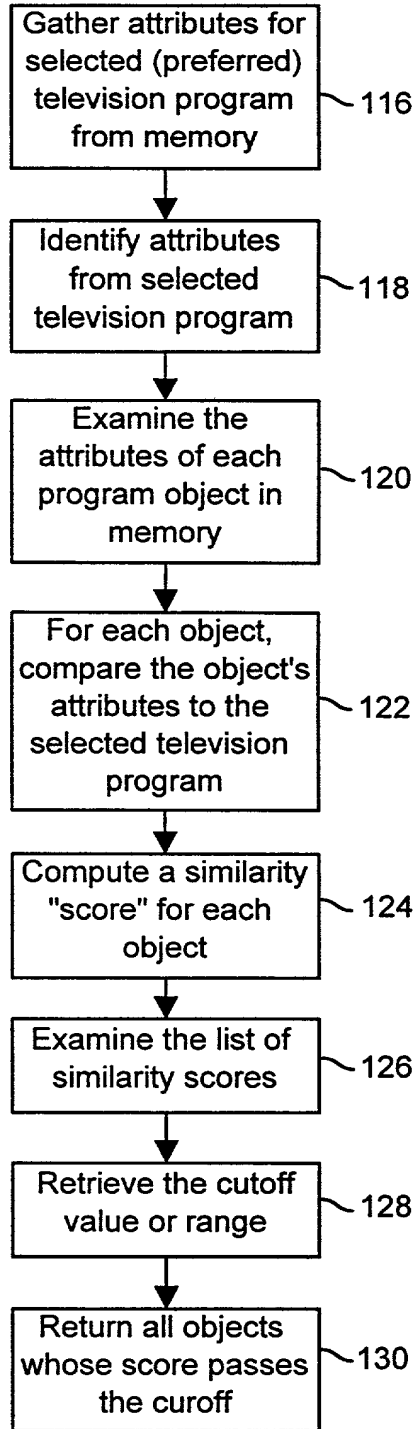 Gather attributes for
selected (preferred)
television program
from memory
116
Identify attributes
from selected
television program
118
Examine the
attributes of each
program object in
memory
120
For each object,
compare the object's
attributes to the
selected television
program
122
Compute a similarity
"score" for each
object
124
Examine the list of
similarity scores
126
Retrieve the cutoff
value or range
128
Return all objects
whose score passes
the curoff
130